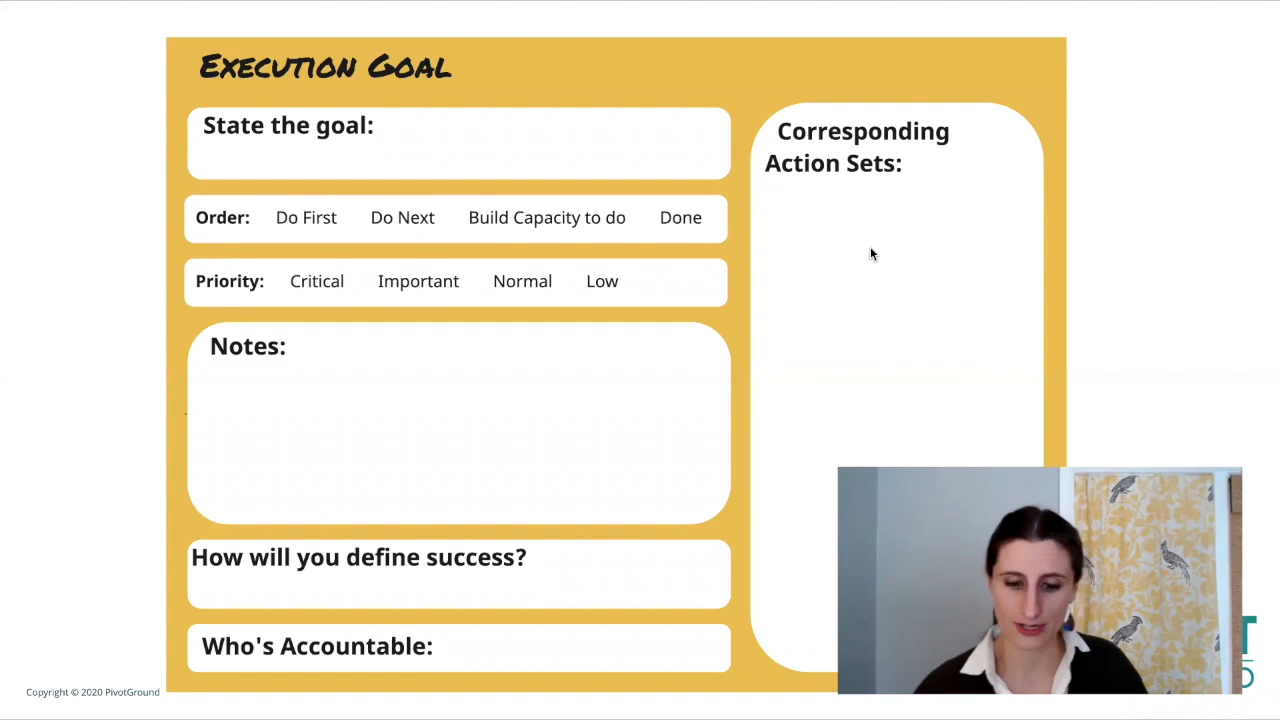 Execution Goal
State the goal:
Order: Do First Do Next Build Capacity to do Done
Priority: Critical Important Normal Low
Notes:
How will you define success?
Who's Accountable:
Corresponding
Action Sets:
Copyright © 2020 PivotGround